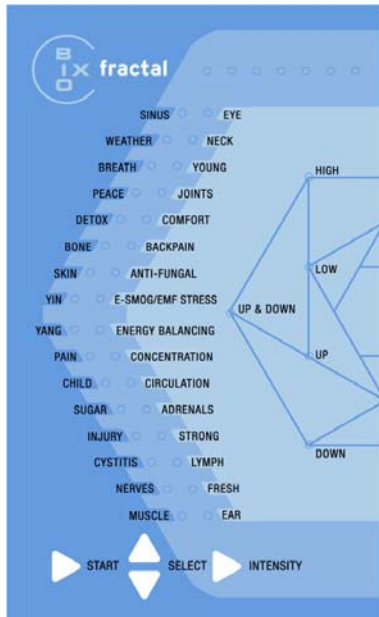 BIO X fractal
SINUS EYE
WEATHER NECK
BREATH YOUNG
HIGH
PEACE JOINTS
DETOX COMFORT
BONE BACKPAIN
SKIN ANTI-FUNGAL
LOW
YIN E-SMOG/EMF STRESS
UP & DOWN
YANG ENERGY BALANCING
PAIN CONCENTRATION
UP
CHILD CIRCULATION
SUGAR ADRENALS
INJURY STRONG
DOWN
CYSTITIS LYMPH
NERVES FRESH
MUSCLE EAR
START SELECT INTENSITY